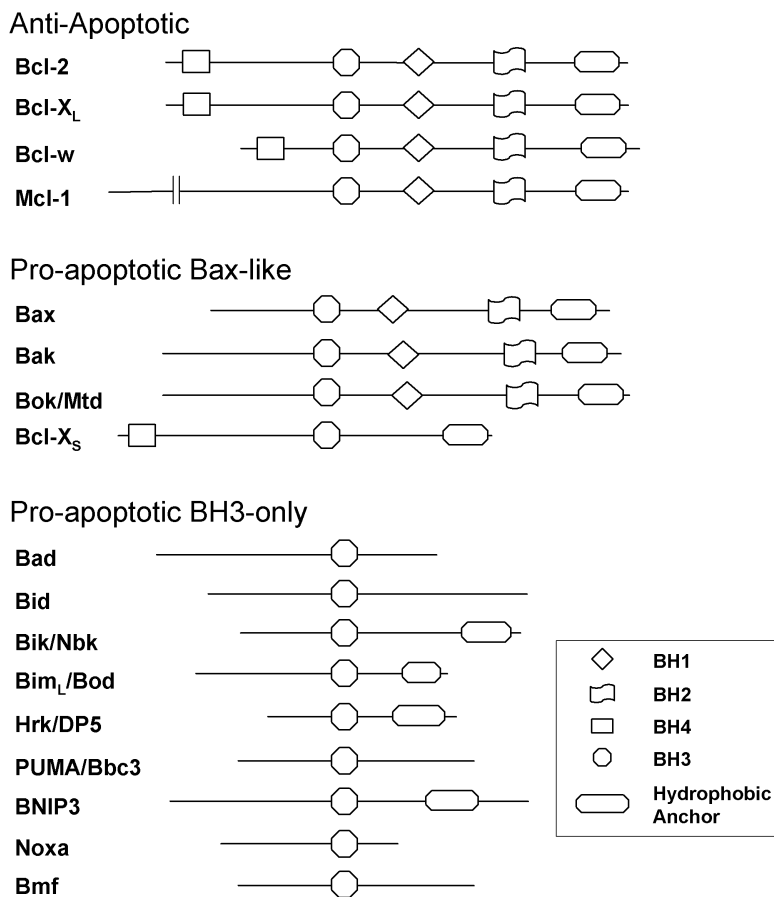 Anti-Apoptotic
Bcl-2
Bcl-XL
Bcl-w
Mcl-1
Pro-apoptotic Bax-like
Bax
Bak
Bok/Mtd
Bcl-XS
Pro-apoptotic BH3-only
Bad
Bid
Bik/Nbk
BimL/Bod
Hrk/DP5
PUMA/Bbc3
BNIP3
Noxa
Bmf
BH1
BH2
BH4
BH3
Hydrophobic
Anchor